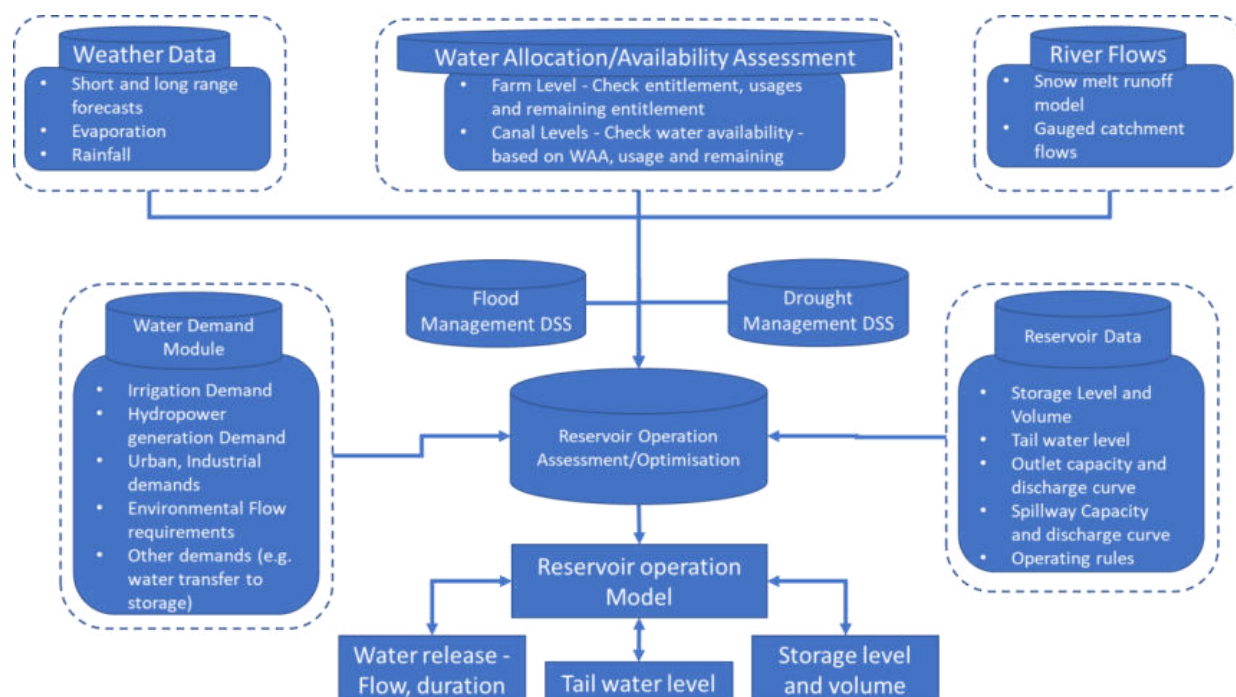 Weather Data
• Short and long range
forecasts
• Evaporation
• Rainfall
Water Allocation/Availability Assessment
• Farm Level - Check entitlement, usages
and remaining entitlement
• Canal Levels - Check water availability -
based on WAA, usage and remaining
River Flows
• Snow melt runoff
model
• Gauged catchment
flows
Flood
Management DSS
Drought
Management DSS
Water Demand
Module
• Irrigation Demand
• Hydropower
generation Demand
• Urban, Industrial
demands
• Environmental Flow
requirements
• Other demands (e.g.
water transfer to
storage)
Reservoir Operation
Assessment/Optimisation
Reservoir Data
• Storage Level and
Volume
• Tail water level
• Outlet capacity and
discharge curve
• Spillway Capacity
and discharge curve
• Operating rules
Reservoir operation
Model
Water release -
Flow, duration
Tail water level
Storage level
and volume